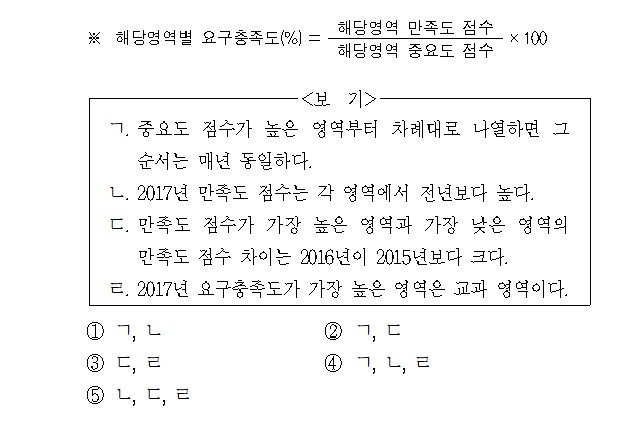 ※ 해당영역별 요구충족도(%) = 해당영역 만족도 점수 / 해당영역 중요도 점수 × 100
<보 기>
ㄱ. 중요도 점수가 높은 영역부터 차례대로 나열하면 그
순서는 매년 동일하다.
ㄴ. 2017년 만족도 점수는 각 영역에서 전년보다 높다.
ㄷ. 만족도 점수가 가장 높은 영역과 가장 낮은 영역의
만족도 점수 차이는 2016년이 2015년보다 크다.
ㄹ. 2017년 요구충족도가 가장 높은 영역은 교과 영역이다.
① ㄱ, ㄴ ② ㄱ, ㄷ
③ ㄷ, ㄹ ④ ㄱ, ㄴ, ㄹ
⑤ ㄴ, ㄷ, ㄹ